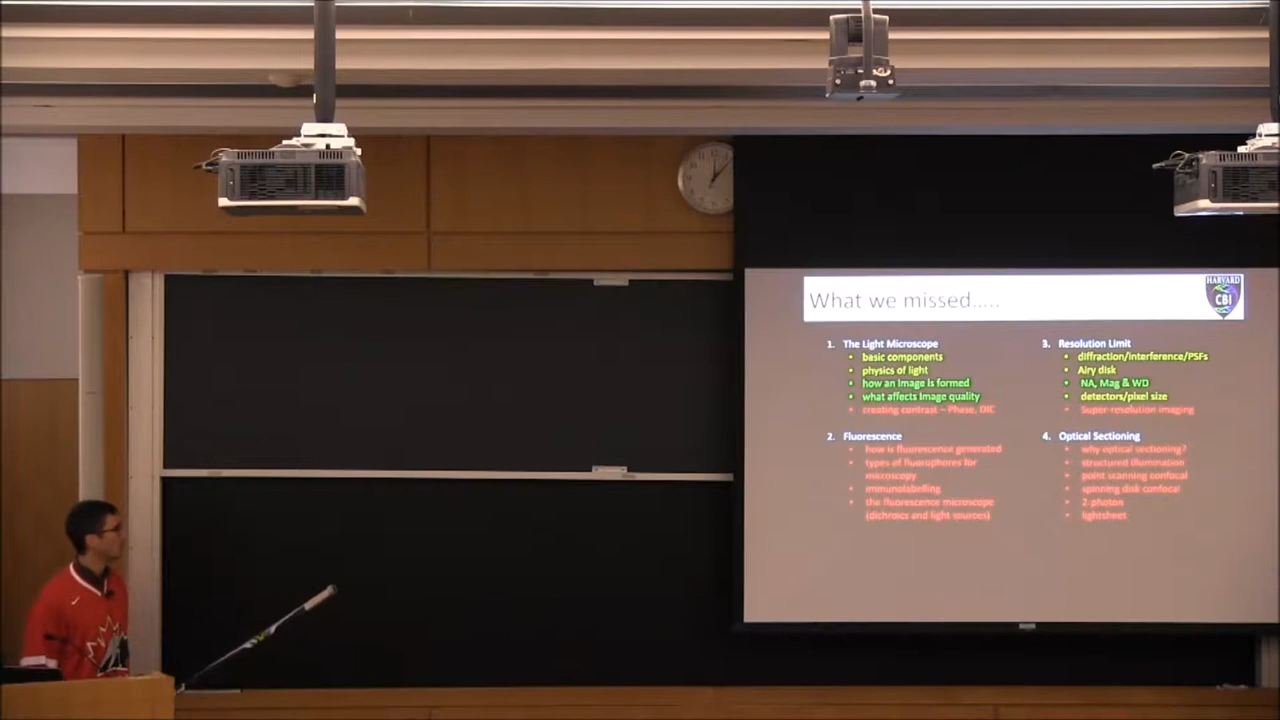 What we missed.....
HARVARD
CBI
1. The Light Microscope
• basic components
• physics of light
• how an image is formed
• what affects image quality
• creating contrast – Phase, DIC
2. Fluorescence
• how is fluorescence generated
• types of fluorophores for
microscopy
• immunolabelling
• the fluorescence microscope
(dichroics and light sources)
3. Resolution Limit
• diffraction/interference/PSFs
• Airy disk
• NA, Mag & WD
• detectors/pixel size
• Super-resolution imaging
4. Optical Sectioning
• why optical sectioning?
• structured illumination
• point scanning confocal
• spinning disk confocal
• 2-photon
• lightsheet